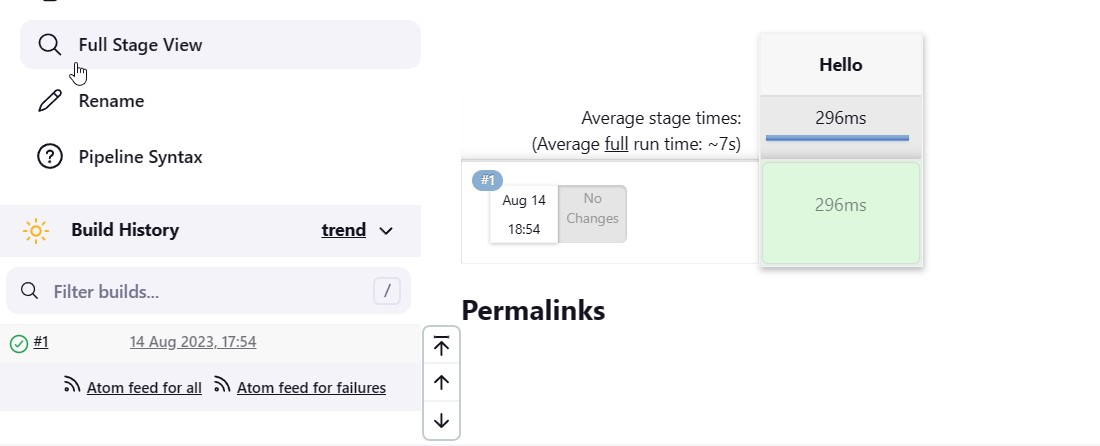 Full Stage View
Rename
Pipeline Syntax
Build History
trend
Filter builds...
/
#1
14 Aug 2023, 17:54
Atom feed for all
Atom feed for failures
Hello
Average stage times:
(Average full run time: ~7s)
296ms
#1
Aug 14
18:54
No
Changes
296ms
Permalinks